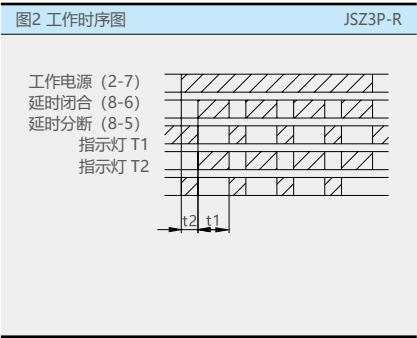 图2 工作时序图 JSZ3P-R
工作电源（2-7）
延时闭合（8-6）
延时分断（8-5）
指示灯 T1
指示灯 T2
t2 t1